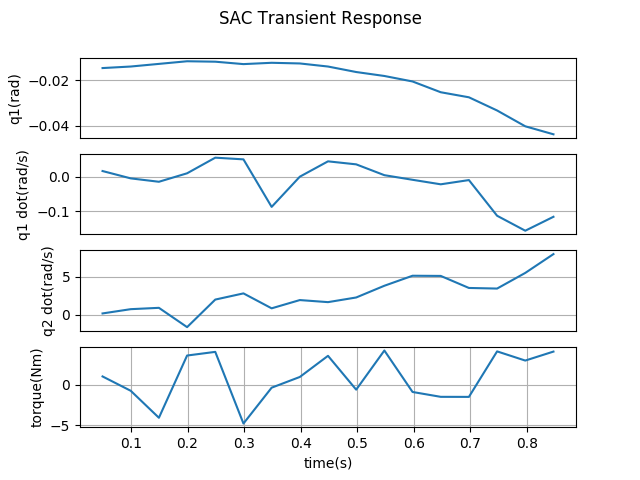 SAC Transient Response
q1(rad)
−0.02
−0.04
q1 dot(rad/s)
0.0
−0.1
q2 dot(rad/s)
5
0
torque(Nm)
0
−5
0.1 0.2 0.3 0.4 0.5 0.6 0.7 0.8
time(s)